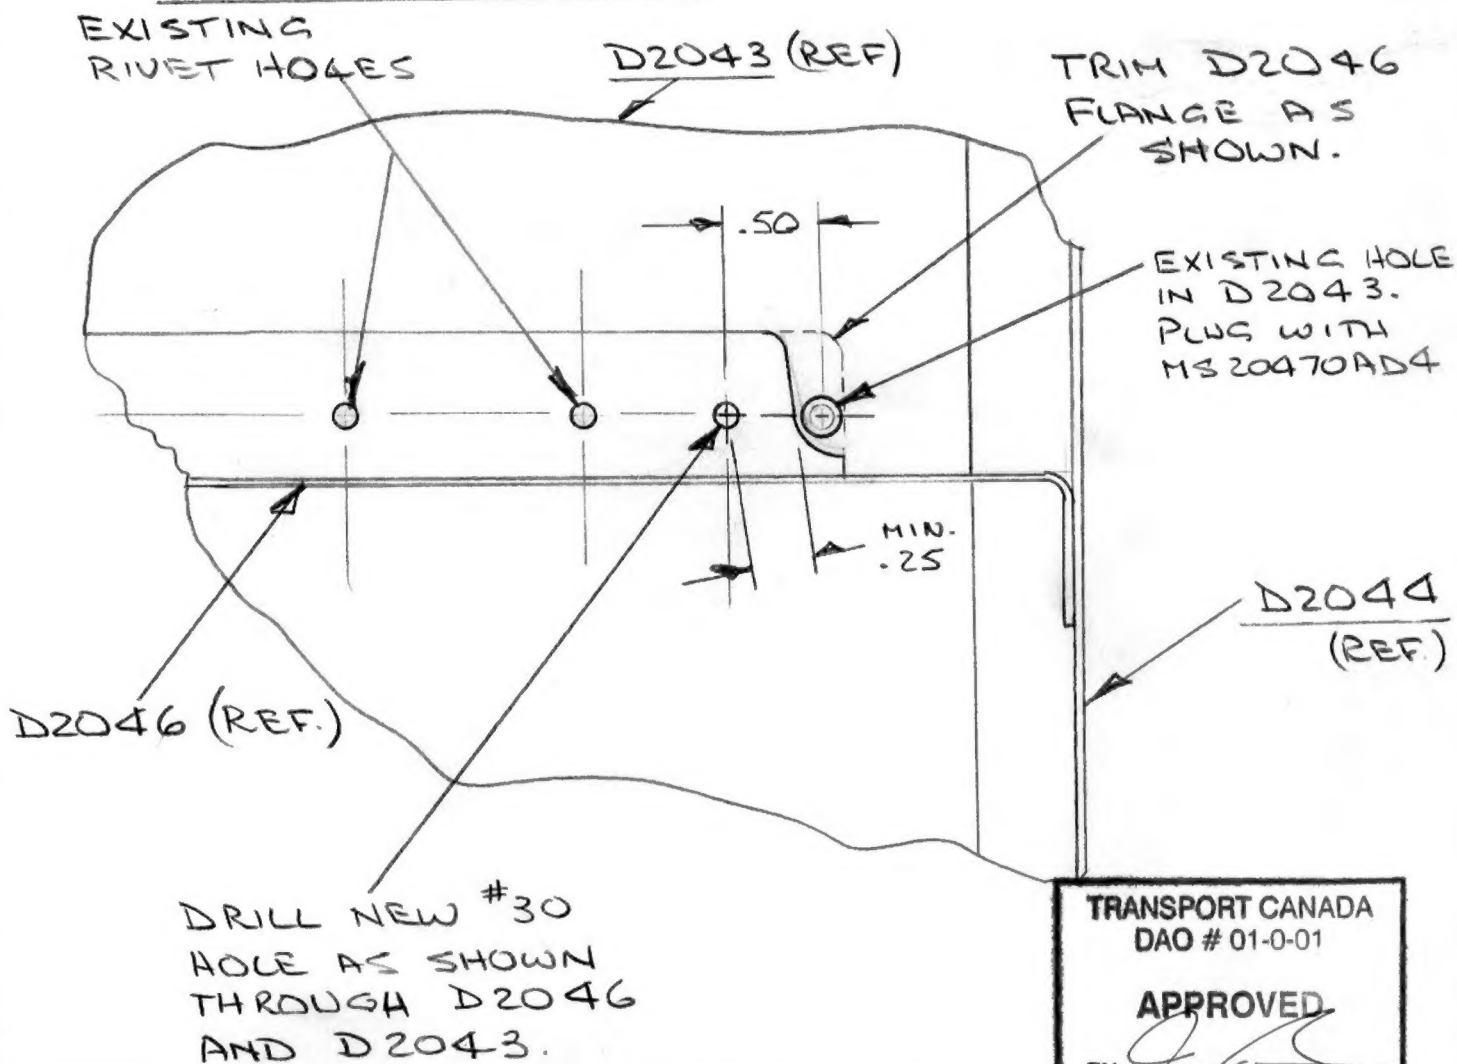 EXISTING
RIVET HOLES
D2043 (REF)
TRIM D2046
FLANGE AS
SHOWN.
.50
EXISTING HOLE
IN D2043.
PLUG WITH
MS20470AD4
MIN.
.25
D2044
(REF.)
D2046 (REF.)
DRILL NEW #30
HOLE AS SHOWN
THROUGH D2046
AND D2043.
TRANSPORT CANADA
DAO # 01-0-01
APPROVED